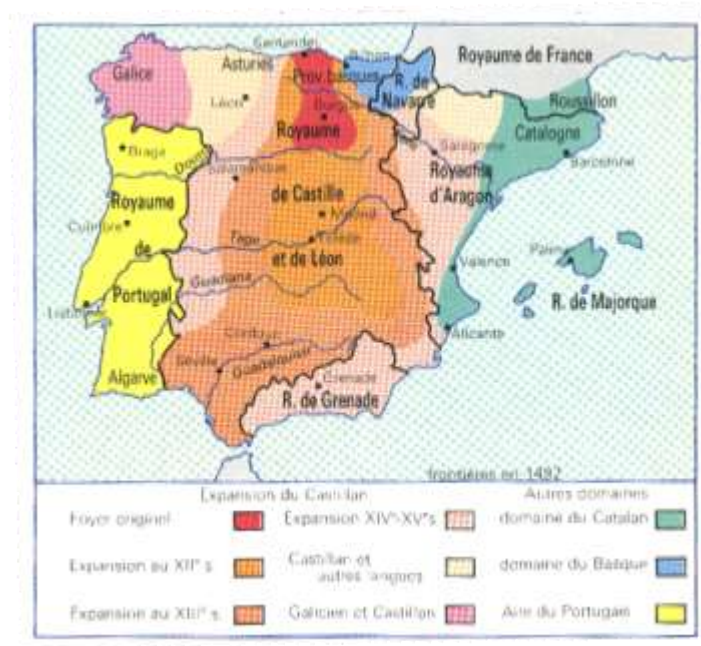 Santander
Royaume de France
Asturies
Prov. basques
Galice
R. de
Navarre
Léon
Roussillon
Royaume
Catalogne
Braga
Douro
Saragosse
Barcelone
Salamanque
Royaume
d'Aragon
Royaume
de Castille
Madrid
Coïmbre
Tolède
Palma
de
Tage
et de Léon
Valence
Guadiana
Portugal
R. de Majorque
Cordoue
Alicante
Séville
Guadalquivir
Algarve
Grenade
R. de Grenade
frontières en 1492
Expansion du Castillan
Autres domaines
Foyer originel
Expansion XIVᵉ-XVᵉ s
domaine du Catalan
Expansion au XIIᵉ s
Castillan et
autres langues
domaine du Basque
Expansion au XIIIᵉ s.
Galicien et Castillan
Aire du Portugais